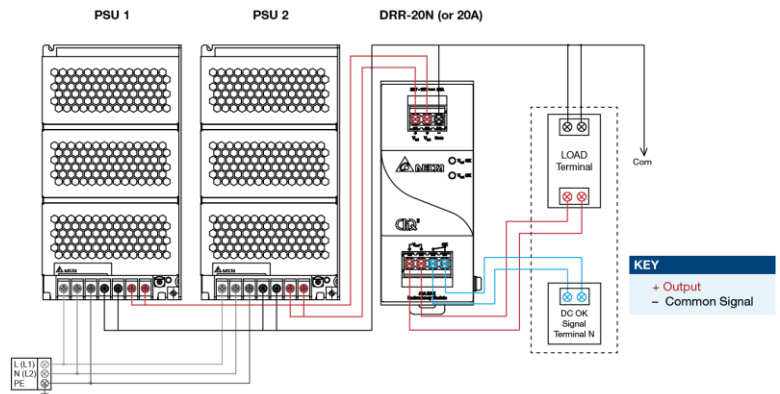 PSU 1
PSU 2
DRR-20N (or 20A)
DELTA
LOAD
Terminal
Com
KEY
+ Output
– Common Signal
DC OK
Signal
Terminal N
L (L1)
N (L2)
PE